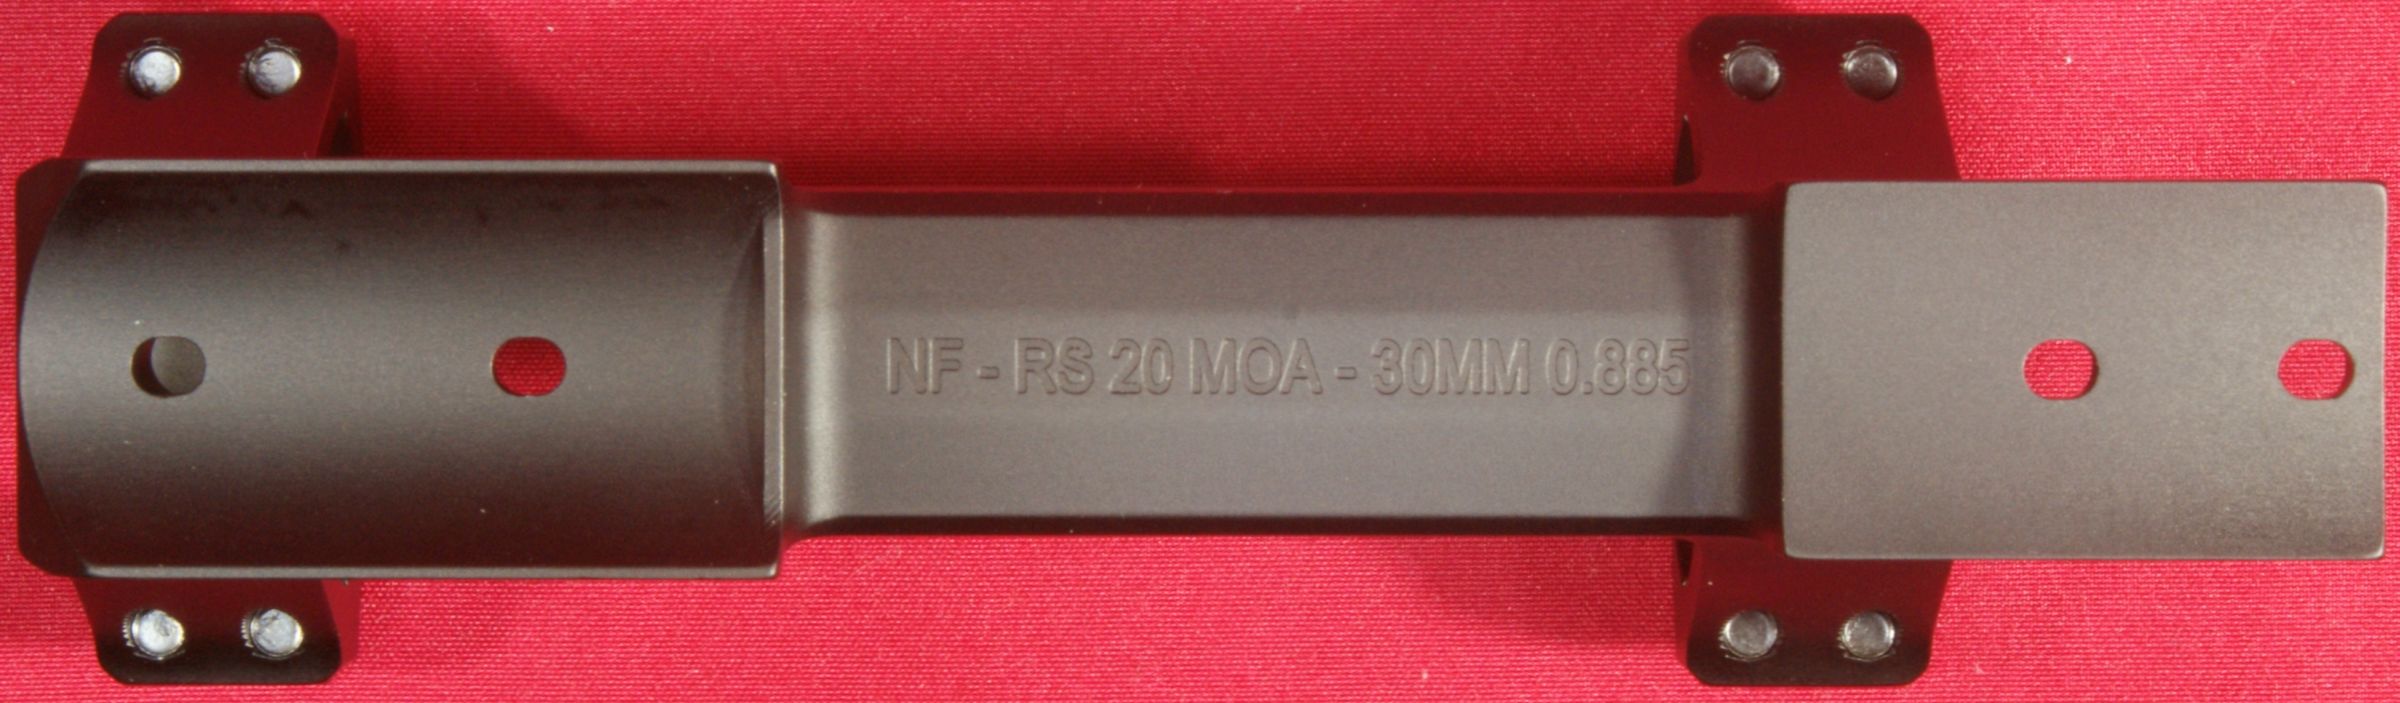 NF - RS 20 MOA - 30MM 0.885